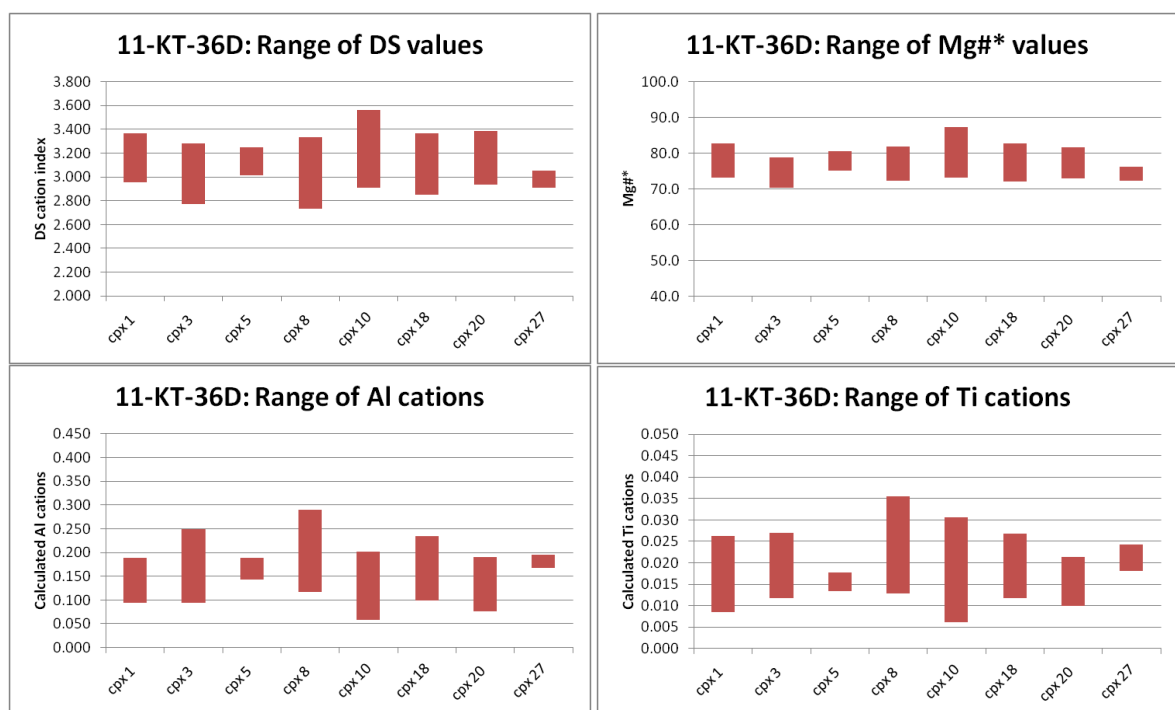 11-KT-36D: Range of DS values
DS cation index
3.800
3.600
3.400
3.200
3.000
2.800
2.600
2.400
2.200
2.000
cpx 1
cpx 3
cpx 5
cpx 8
cpx 10
cpx 18
cpx 20
cpx 27
11-KT-36D: Range of Mg#* values
Mg#*
100.0
90.0
80.0
70.0
60.0
50.0
40.0
cpx 1
cpx 3
cpx 5
cpx 8
cpx 10
cpx 18
cpx 20
cpx 27
11-KT-36D: Range of Al cations
Calculated Al cations
0.450
0.400
0.350
0.300
0.250
0.200
0.150
0.100
0.050
0.000
cpx 1
cpx 3
cpx 5
cpx 8
cpx 10
cpx 18
cpx 20
cpx 27
11-KT-36D: Range of Ti cations
Calculated Ti cations
0.050
0.045
0.040
0.035
0.030
0.025
0.020
0.015
0.010
0.005
0.000
cpx 1
cpx 3
cpx 5
cpx 8
cpx 10
cpx 18
cpx 20
cpx 27